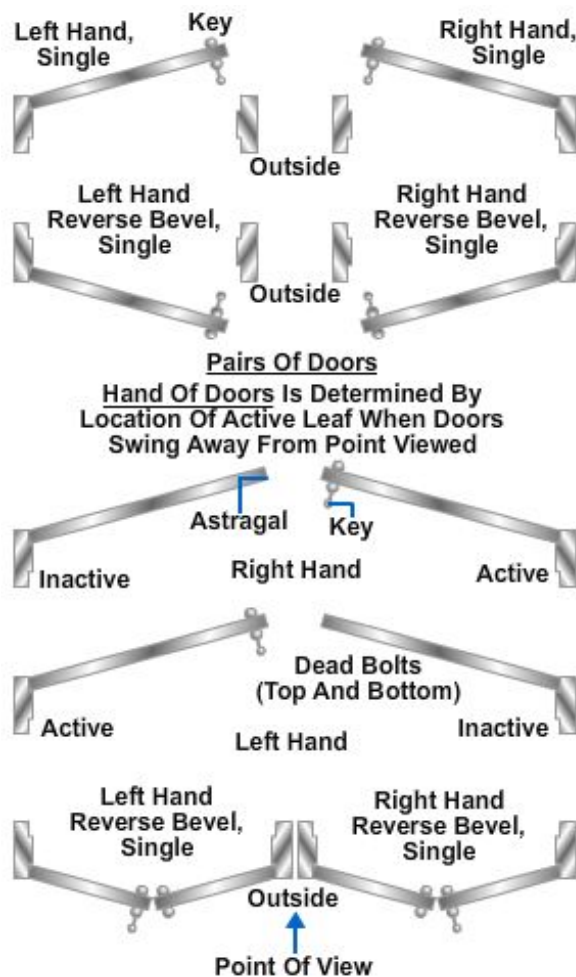 Left Hand,
Single
Key
Right Hand,
Single
Outside
Left Hand
Reverse Bevel,
Single
Right Hand
Reverse Bevel,
Single
Outside
Pairs Of Doors
Hand Of Doors Is Determined By
Location Of Active Leaf When Doors
Swing Away From Point Viewed
Astragal
Key
Inactive
Right Hand
Active
Dead Bolts
(Top And Bottom)
Active
Inactive
Left Hand
Left Hand
Reverse Bevel,
Single
Right Hand
Reverse Bevel,
Single
Outside
Point Of View